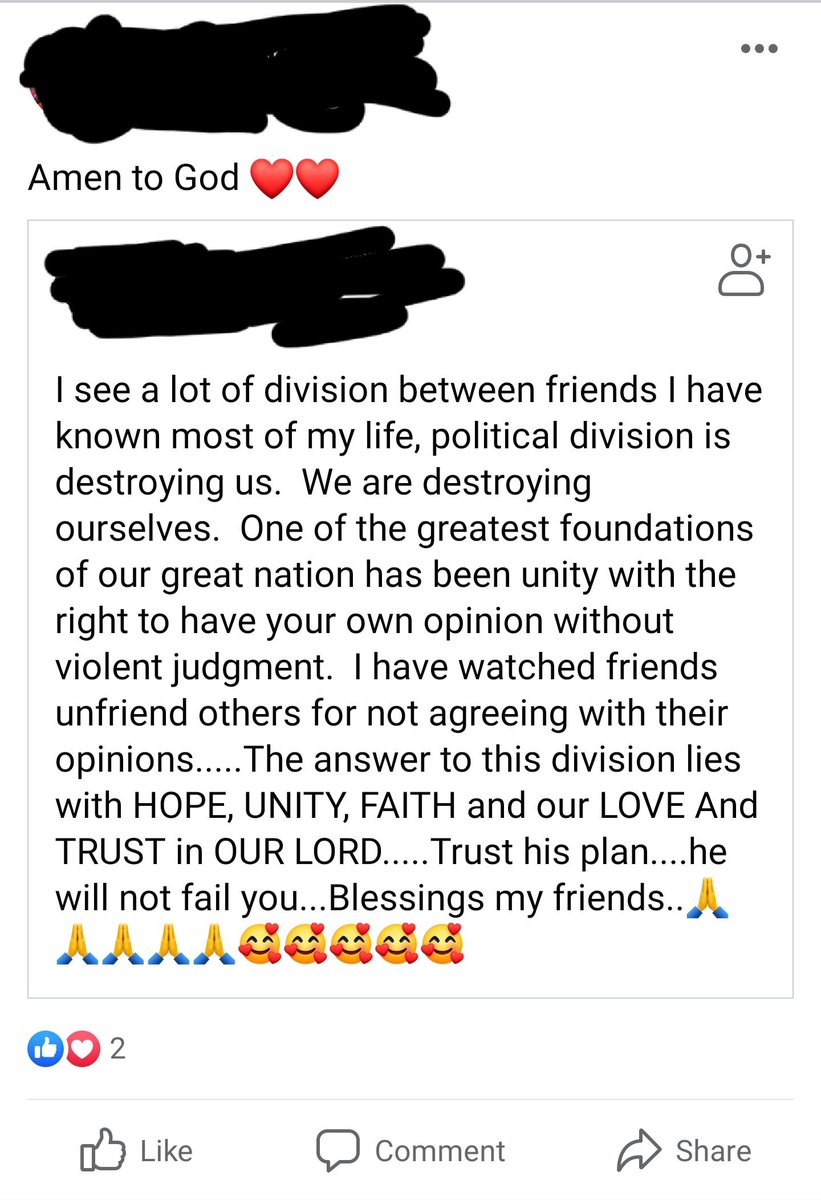 Amen to God ❤️❤️
I see a lot of division between friends I have
known most of my life, political division is
destroying us.  We are destroying
ourselves.  One of the greatest foundations
of our great nation has been unity with the
right to have your own opinion without
violent judgment.  I have watched friends
unfriend others for not agreeing with their
opinions.....The answer to this division lies
with HOPE, UNITY, FAITH and our LOVE And
TRUST in OUR LORD.....Trust his plan....he
will not fail you...Blessings my friends..🙏
🙏🙏🙏🙏🥰🥰🥰🥰🥰
2
Like Comment Share